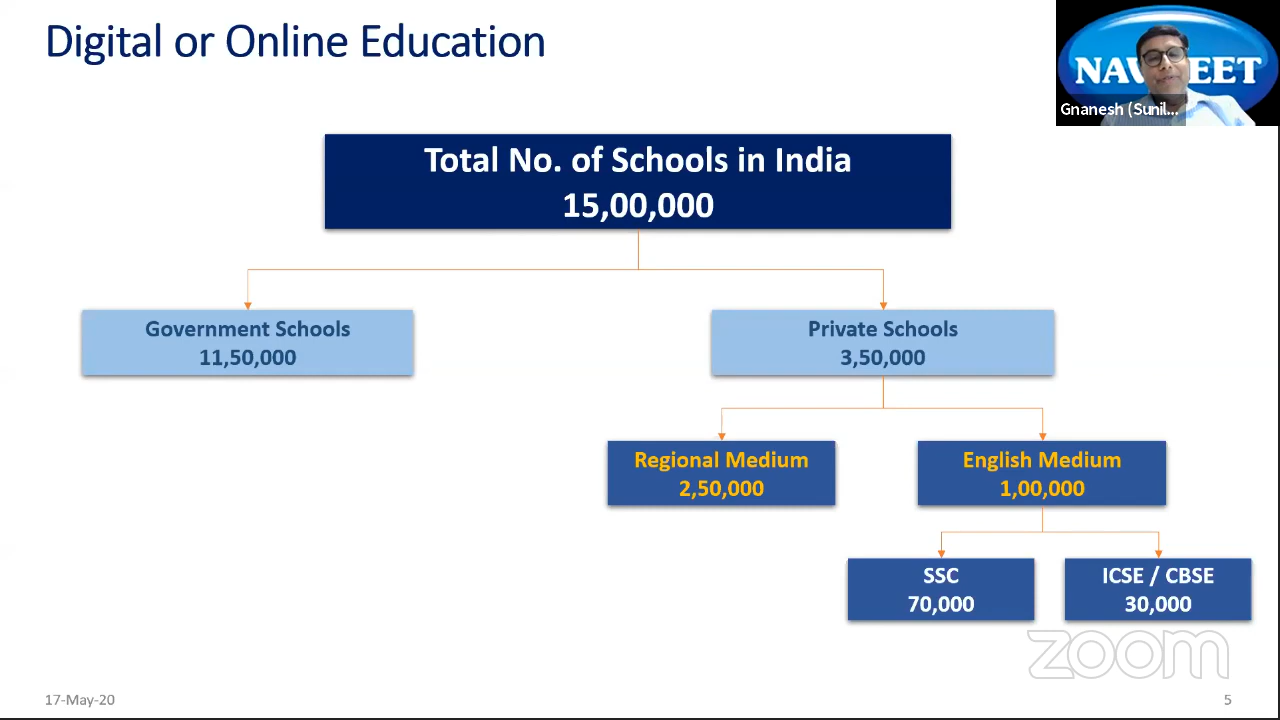 Digital or Online Education
Gnanesh (Sunil...
Total No. of Schools in India
15,00,000
Government Schools
11,50,000
Private Schools
3,50,000
Regional Medium
2,50,000
English Medium
1,00,000
SSC
70,000
ICSE / CBSE
30,000
zoom
17-May-20
5